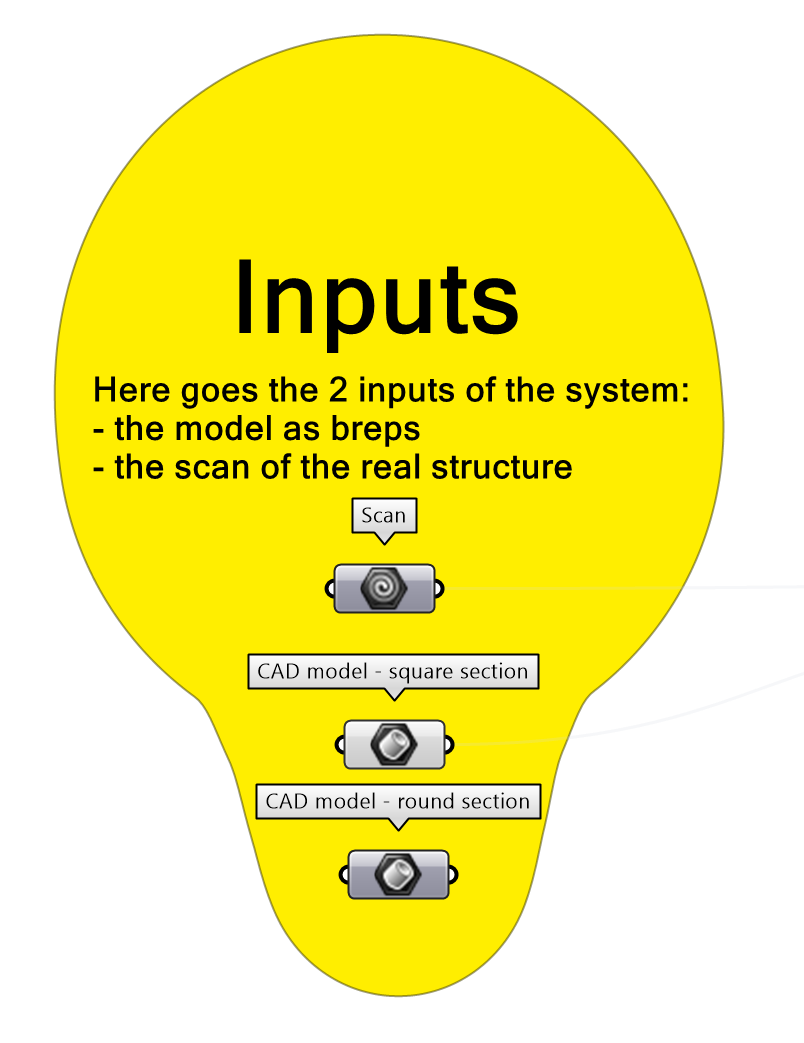 Inputs
Here goes the 2 inputs of the system:
- the model as breps
- the scan of the real structure
Scan
CAD model - square section
CAD model - round section